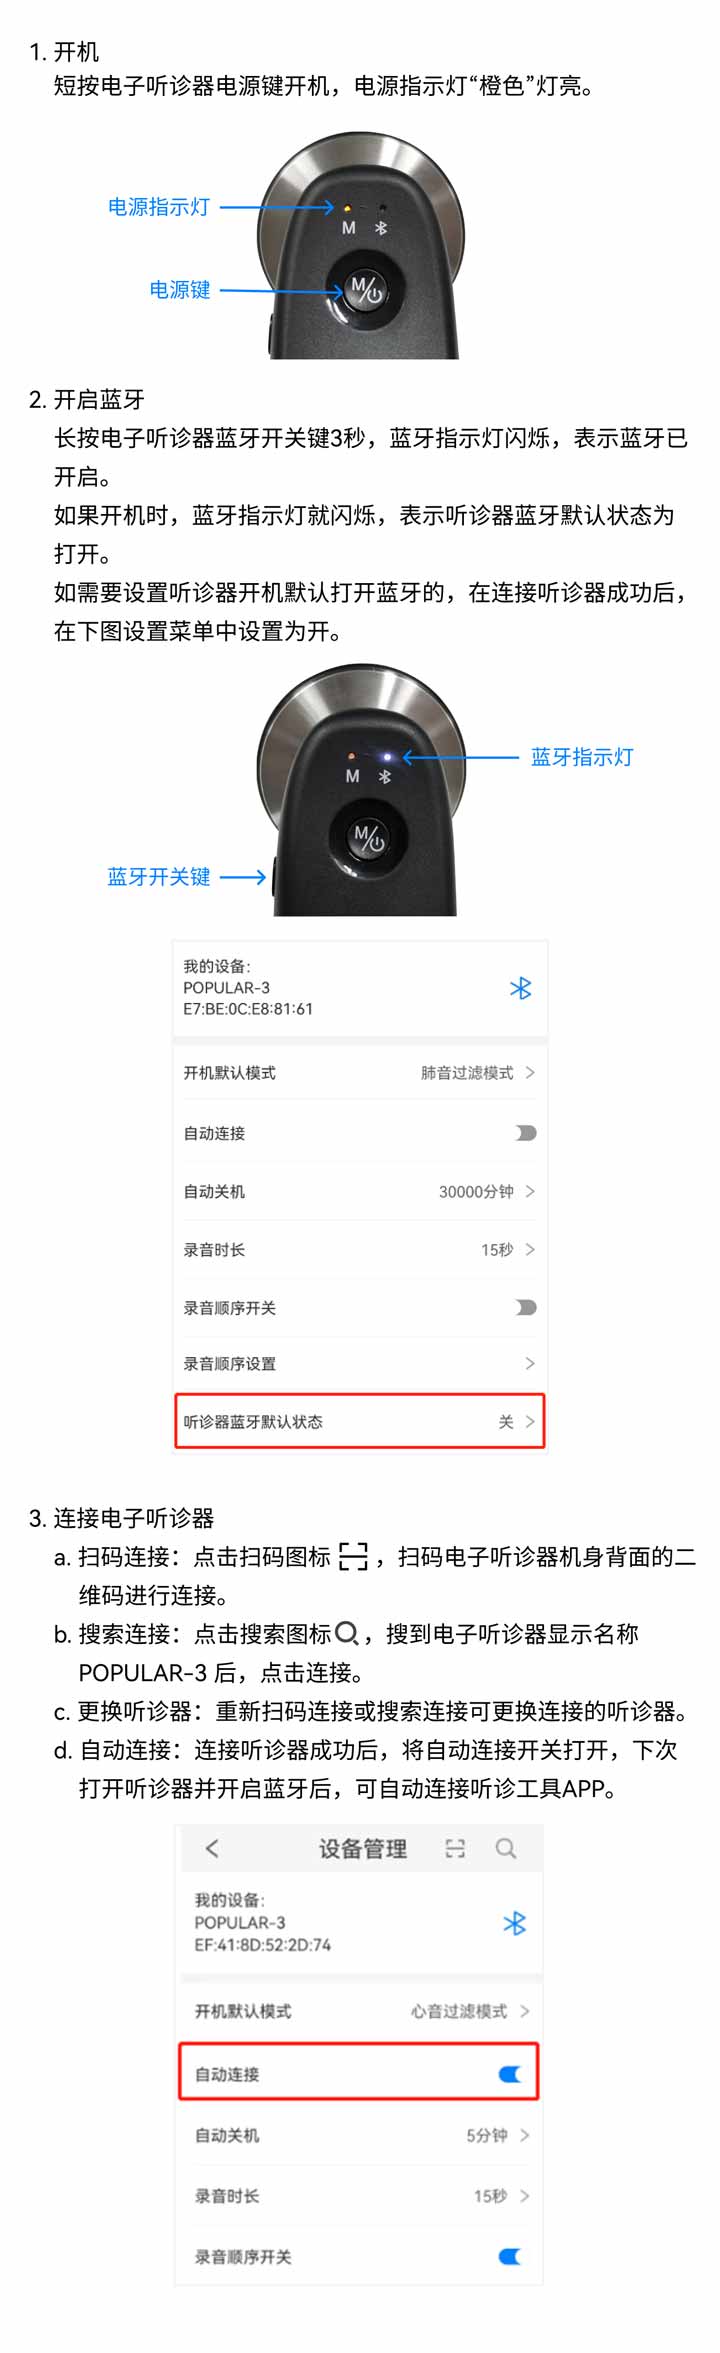 1. 开机
短按电子听诊器电源键开机，电源指示灯“橙色”灯亮。
电源指示灯
M
电源键
M/
2. 开启蓝牙
长按电子听诊器蓝牙开关键3秒，蓝牙指示灯闪烁，表示蓝牙已
开启。
如果开机时，蓝牙指示灯就闪烁，表示听诊器蓝牙默认状态为
打开。
如需要设置听诊器开机默认打开蓝牙的，在连接听诊器成功后，
在下图设置菜单中设置为开。
蓝牙指示灯
M
M/
蓝牙开关键
我的设备：
POPULAR-3
E7:BE:0C:E8:81:61
开机默认模式 肺音过滤模式 >
自动连接
自动关机 30000分钟 >
录音时长 15秒 >
录音顺序开关
录音顺序设置 >
听诊器蓝牙默认状态 关 >
3. 连接电子听诊器
a. 扫码连接：点击扫码图标 ，扫码电子听诊器机身背面的二
维码进行连接。
b. 搜索连接：点击搜索图标 ，搜到电子听诊器显示名称
POPULAR-3 后，点击连接。
c. 更换听诊器：重新扫码连接或搜索连接可更换连接的听诊器。
d. 自动连接：连接听诊器成功后，将自动连接开关打开，下次
打开听诊器并开启蓝牙后，可自动连接听诊工具APP。
< 设备管理
我的设备：
POPULAR-3
EF:41:8D:52:2D:74
开机默认模式 心音过滤模式 >
自动连接
自动关机 5分钟 >
录音时长 15秒 >
录音顺序开关